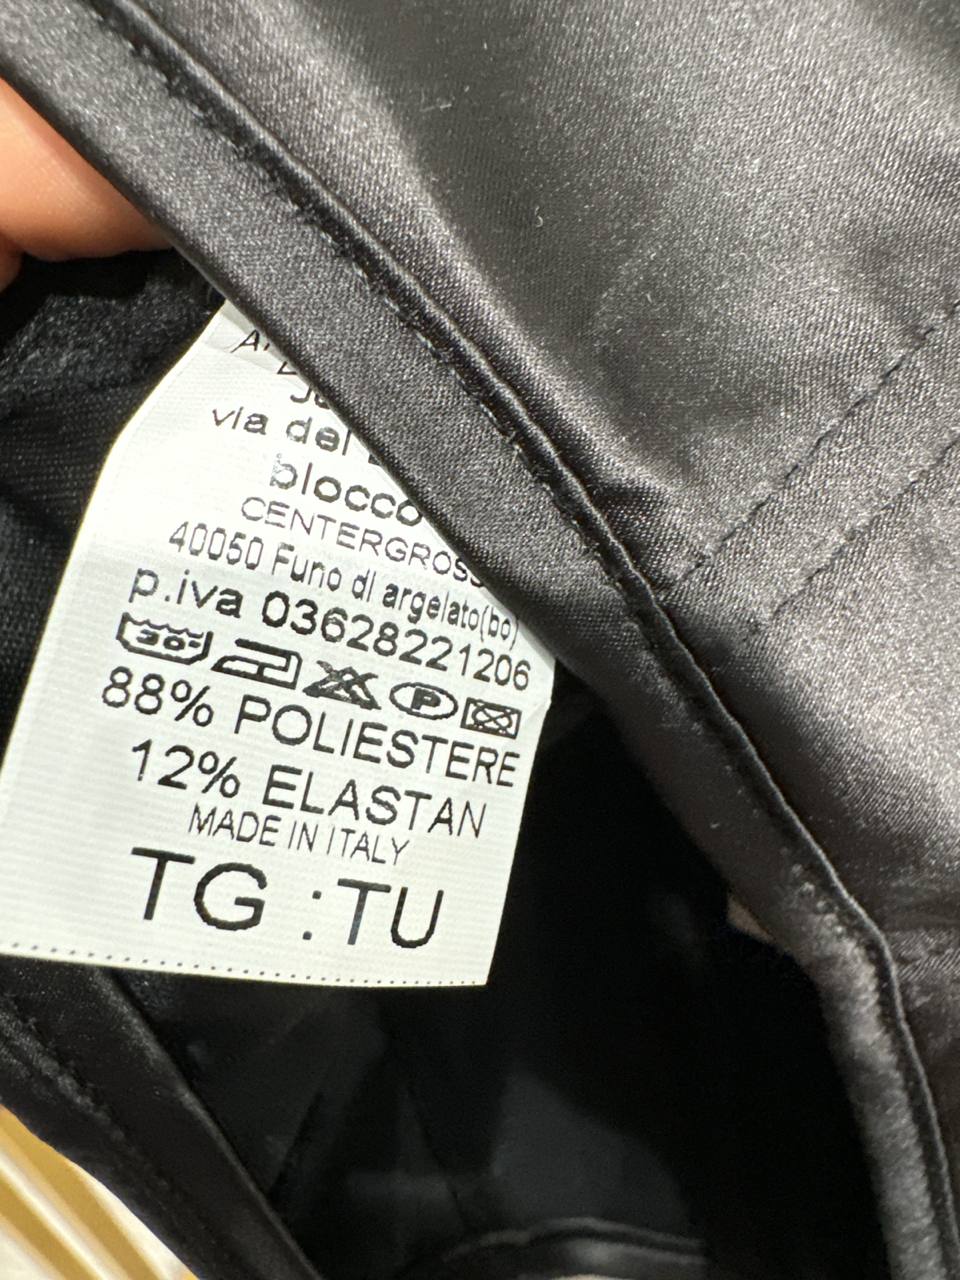 via del
blocco
CENTERGROSS
40050 Funo di argelato(bo)
p.iva 03628221206
30°
P
88% POLIESTERE
12% ELASTAN
MADE IN ITALY
TG :TU